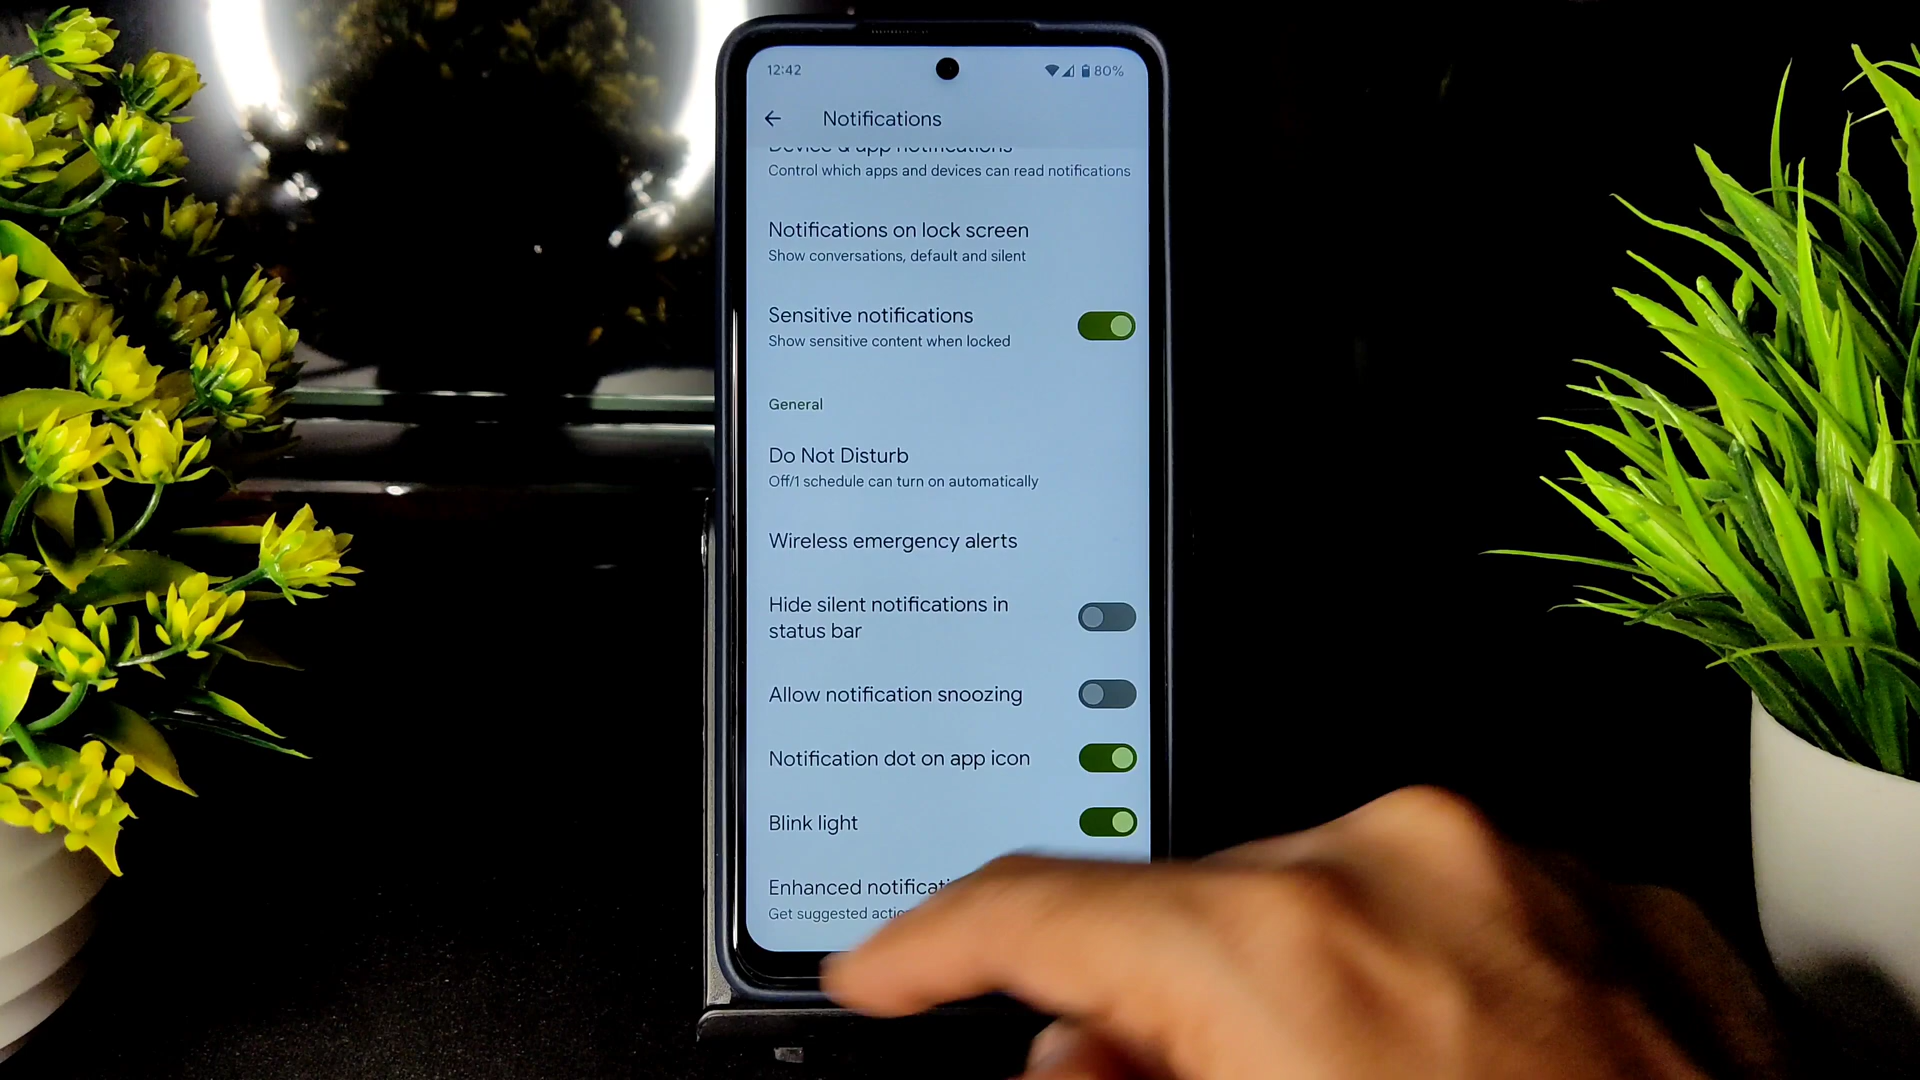 12:42
80%
Notifications
Device & app notifications
Control which apps and devices can read notifications
Notifications on lock screen
Show conversations, default and silent
Sensitive notifications
Show sensitive content when locked
General
Do Not Disturb
Off/1 schedule can turn on automatically
Wireless emergency alerts
Hide silent notifications in
status bar
Allow notification snoozing
Notification dot on app icon
Blink light
Enhanced
Get suggested